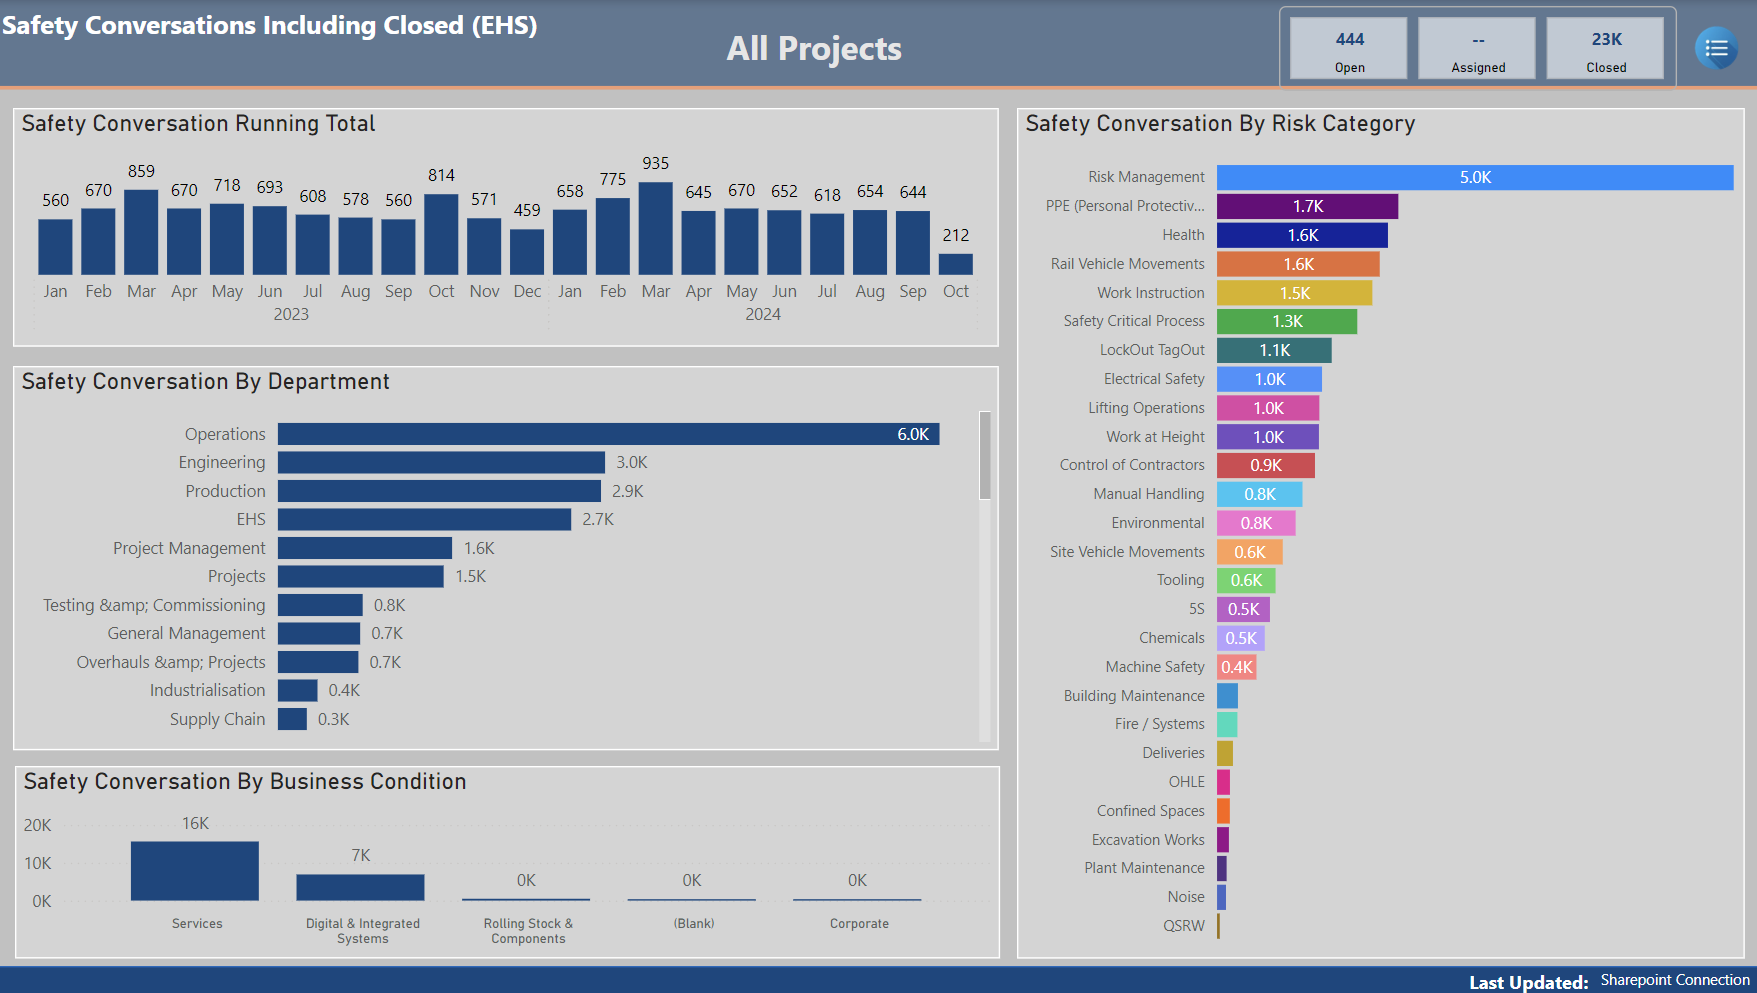 Safety Conversations Including Closed (EHS)
All Projects
444
Open
--
Assigned
23K
Closed
Safety Conversation Running Total
560 670 859 670 718 693 608 578 560 814 571 459 658 775 935 645 670 652 618 654 644 212
Jan Feb Mar Apr May Jun Jul Aug Sep Oct Nov Dec Jan Feb Mar Apr May Jun Jul Aug Sep Oct
2023 2024
Safety Conversation By Department
Operations 6.0K
Engineering 3.0K
Production 2.9K
EHS 2.7K
Project Management 1.6K
Projects 1.5K
Testing &amp; Commissioning 0.8K
General Management 0.7K
Overhauls &amp; Projects 0.7K
Industrialisation 0.4K
Supply Chain 0.3K
Safety Conversation By Business Condition
20K
10K
0K
16K 7K 0K 0K 0K
Services
Digital & Integrated
Systems
Rolling Stock &
Components
(Blank)
Corporate
Safety Conversation By Risk Category
Risk Management 5.0K
PPE (Personal Protectiv... 1.7K
Health 1.6K
Rail Vehicle Movements 1.6K
Work Instruction 1.5K
Safety Critical Process 1.3K
LockOut TagOut 1.1K
Electrical Safety 1.0K
Lifting Operations 1.0K
Work at Height 1.0K
Control of Contractors 0.9K
Manual Handling 0.8K
Environmental 0.8K
Site Vehicle Movements 0.6K
Tooling 0.6K
5S 0.5K
Chemicals 0.5K
Machine Safety 0.4K
Building Maintenance
Fire / Systems
Deliveries
OHLE
Confined Spaces
Excavation Works
Plant Maintenance
Noise
QSRW
Last Updated: Sharepoint Connection